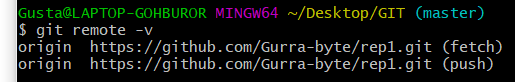 Gusta@LAPTOP-GOHBUROR MINGW64 ~/Desktop/GIT (master)
$ git remote -v
origin  https://github.com/Gurra-byte/rep1.git (fetch)
origin  https://github.com/Gurra-byte/rep1.git (push)